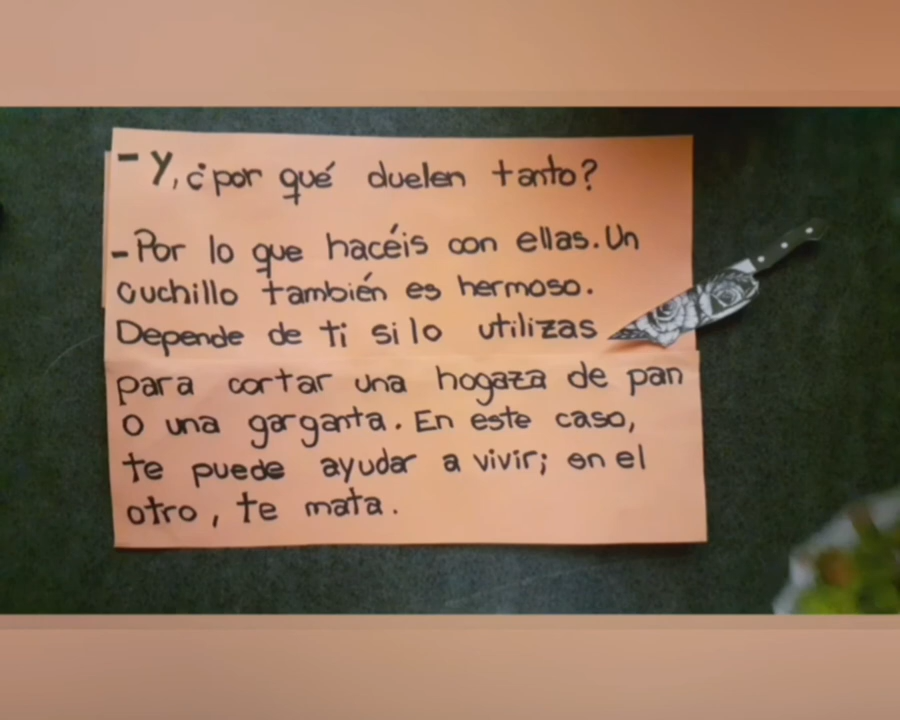 - Y, ¿por qué duelen tanto?
- Por lo que hacéis con ellas. Un
cuchillo también es hermoso.
Depende de ti si lo utilizas
para cortar una hogaza de pan
o una garganta. En este caso,
te puede ayudar a vivir; en el
otro, te mata.